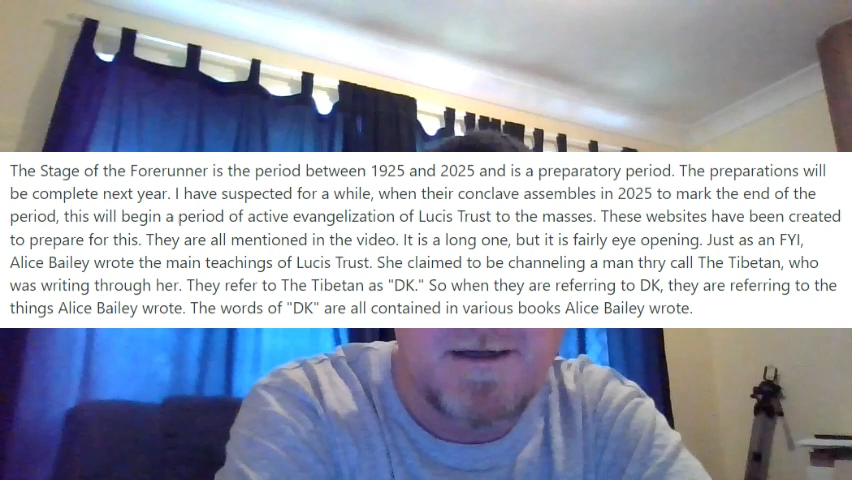 The Stage of the Forerunner is the period between 1925 and 2025 and is a preparatory period. The preparations will
be complete next year. I have suspected for a while, when their conclave assembles in 2025 to mark the end of the
period, this will begin a period of active evangelization of Lucis Trust to the masses. These websites have been created
to prepare for this. They are all mentioned in the video. It is a long one, but it is fairly eye opening. Just as an FYI,
Alice Bailey wrote the main teachings of Lucis Trust. She claimed to be channeling a man thry call The Tibetan, who
was writing through her. They refer to The Tibetan as "DK." So when they are referring to DK, they are referring to the
things Alice Bailey wrote. The words of "DK" are all contained in various books Alice Bailey wrote.